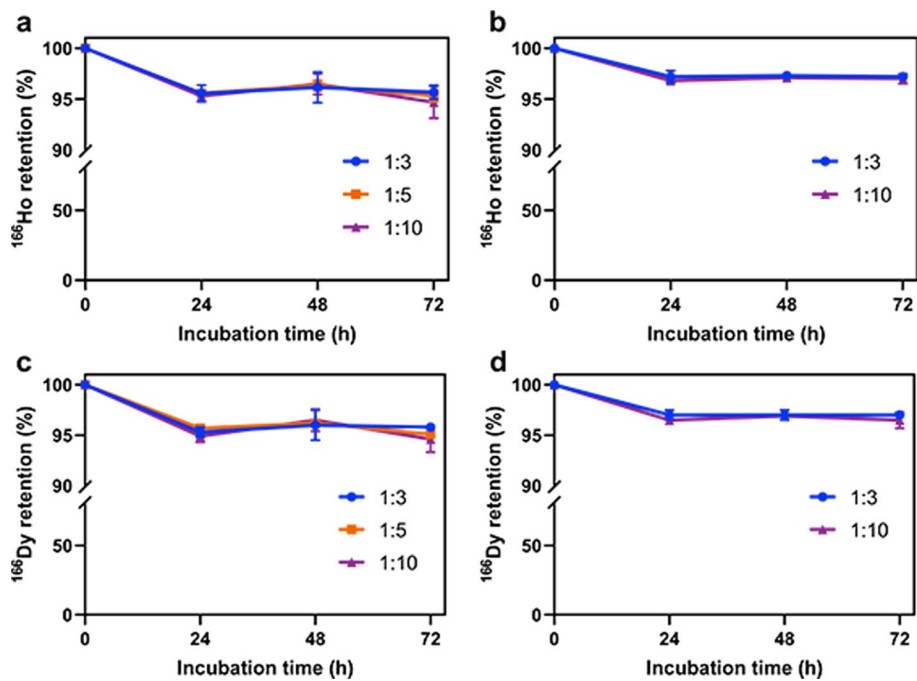 a
¹⁶⁶Ho retention (%)
100
95
90
50
0
1:3
1:5
1:10
0 24 48 72
Incubation time (h)
b
¹⁶⁶Ho retention (%)
100
95
90
50
0
1:3
1:10
0 24 48 72
Incubation time (h)
c
¹⁶⁶Dy retention (%)
100
95
90
50
0
1:3
1:5
1:10
0 24 48 72
Incubation time (h)
d
¹⁶⁶Dy retention (%)
100
95
90
50
0
1:3
1:10
0 24 48 72
Incubation time (h)